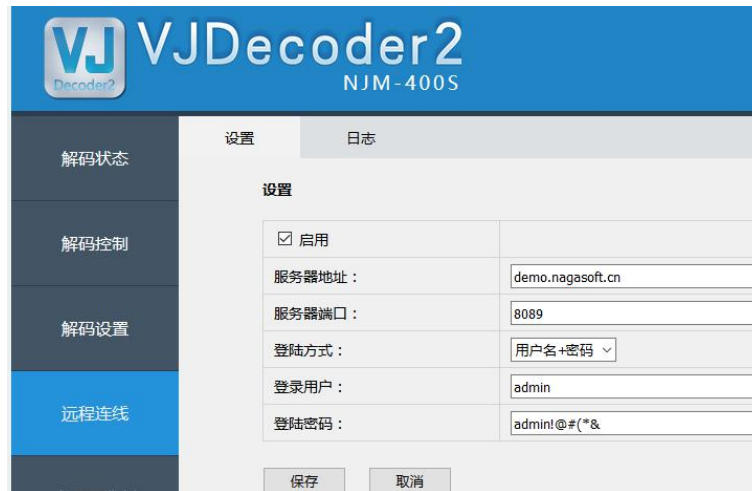 VJ
Decoder2
VJDecoder2
NJM-400S
设置
日志
解码状态
解码控制
解码设置
远程连线
设置
启用
服务器地址：
demo.nagasoft.cn
服务器端口：
8089
登陆方式：
用户名+密码
登录用户：
admin
登陆密码：
admin!@#(*&
保存
取消